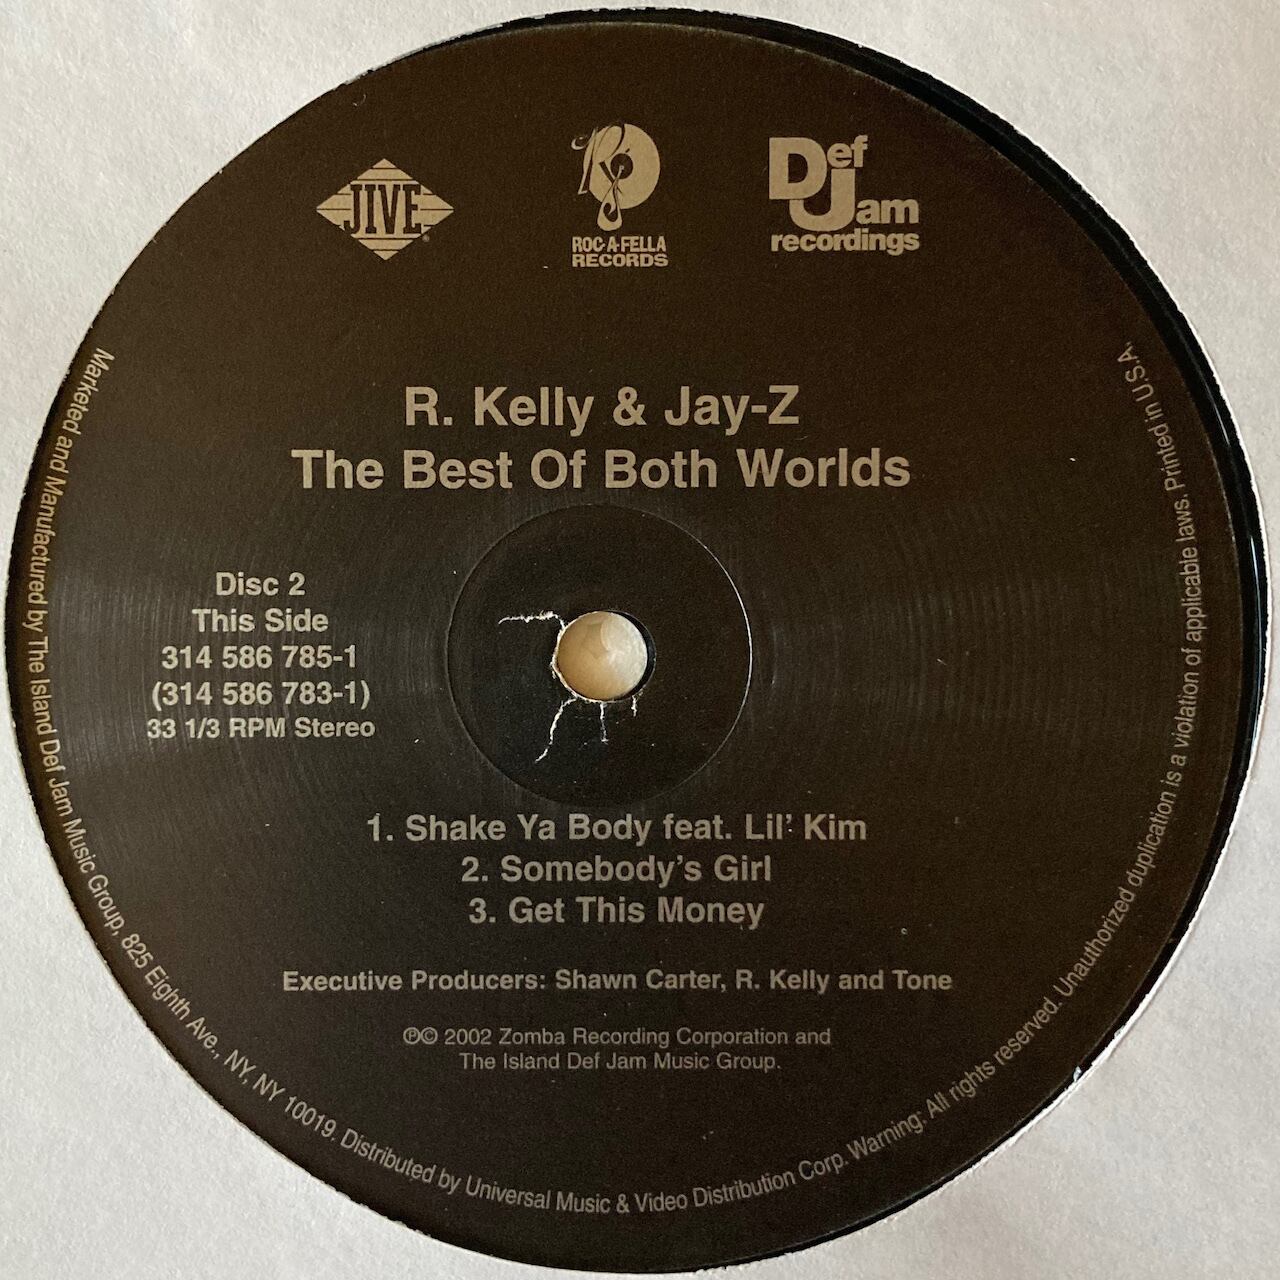 JIVE®
ROC-A-FELLA
RECORDS
Def
Jam
recordings
R. Kelly & Jay-Z
The Best Of Both Worlds
Disc 2
This Side
314 586 785-1
(314 586 783-1)
33 1/3 RPM Stereo
1. Shake Ya Body feat. Lil' Kim
2. Somebody's Girl
3. Get This Money
Executive Producers: Shawn Carter, R. Kelly and Tone
℗© 2002 Zomba Recording Corporation and
The Island Def Jam Music Group.
Marketed and Manufactured by The Island Def Jam Music Group, 825 Eighth Ave., NY, NY 10019. Distributed by Universal Music & Video Distribution Corp. Warning: All rights reserved. Unauthorized duplication is a violation of applicable laws. Printed in U.S.A.